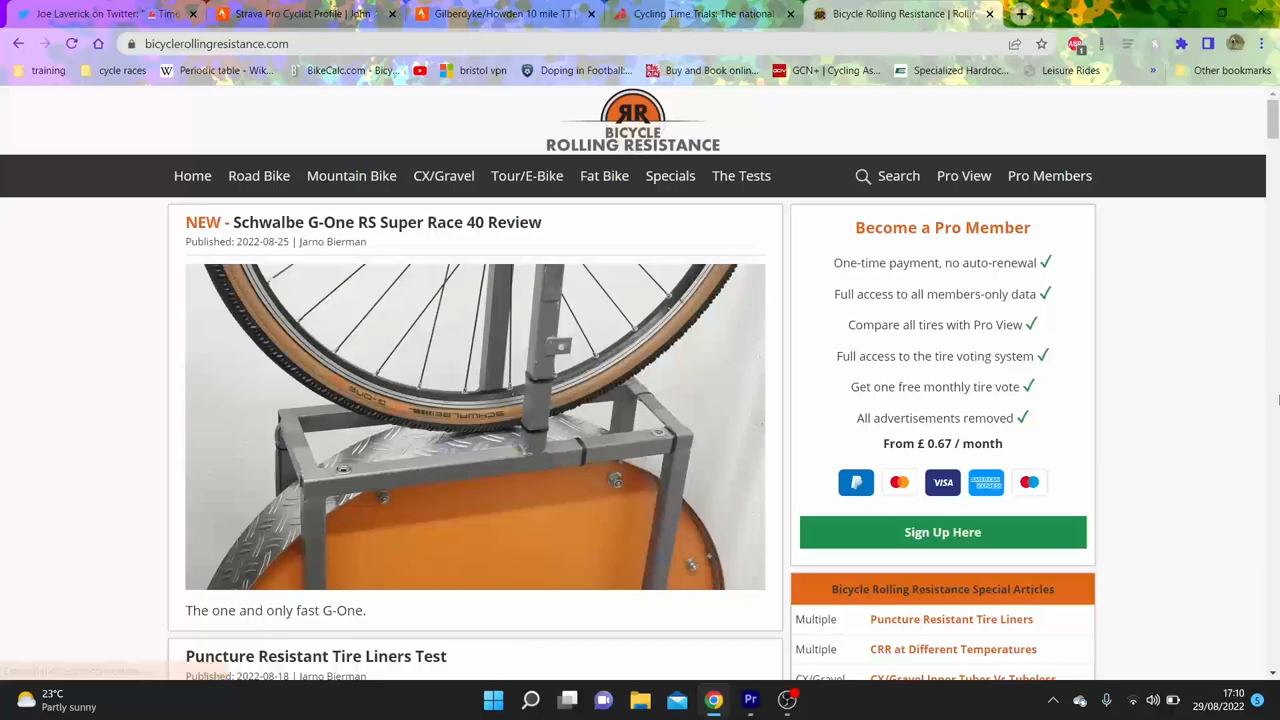 Joe Laverick on Twitter: "⏳ Time
Strava Pro Cyclist Profile | John
Gilberdyke/Howden 10 mile TT |
Cycling Time Trials: The national
Bicycle Rolling Resistance | Rolli
bicyclerollingresistance.com
ABP
1
training
cycle races
Periodic table - Wik...
BikeCalc.com - Bicy...
bristol vpn
Doping in Football:...
Buy and Book onlin...
GCN+ | Cycling As...
Specialized Hardroc...
Leisure Rides
»
Other bookmarks
RR
BICYCLE
ROLLING RESISTANCE
Home
Road Bike
Mountain Bike
CX/Gravel
Tour/E-Bike
Fat Bike
Specials
The Tests
Search
Pro View
Pro Members
NEW - Schwalbe G-One RS Super Race 40 Review
Published: 2022-08-25 | Jarno Bierman
SCHWALBE
The one and only fast G-One.
Puncture Resistant Tire Liners Test
Published: 2022-08-18 | Jarno Bierman
Become a Pro Member
One-time payment, no auto-renewal ✓
Full access to all members-only data ✓
Compare all tires with Pro View ✓
Full access to the tire voting system ✓
Get one free monthly tire vote ✓
All advertisements removed ✓
From £ 0.67 / month
VISA
AMERICAN EXPRESS
Sign Up Here
Bicycle Rolling Resistance Special Articles
Multiple Puncture Resistant Tire Liners
Multiple CRR at Different Temperatures
CX/Gravel CX/Gravel Inner Tubes Vs Tubeless
23°C
Partly sunny
Pr
17:10
29/08/2022
5